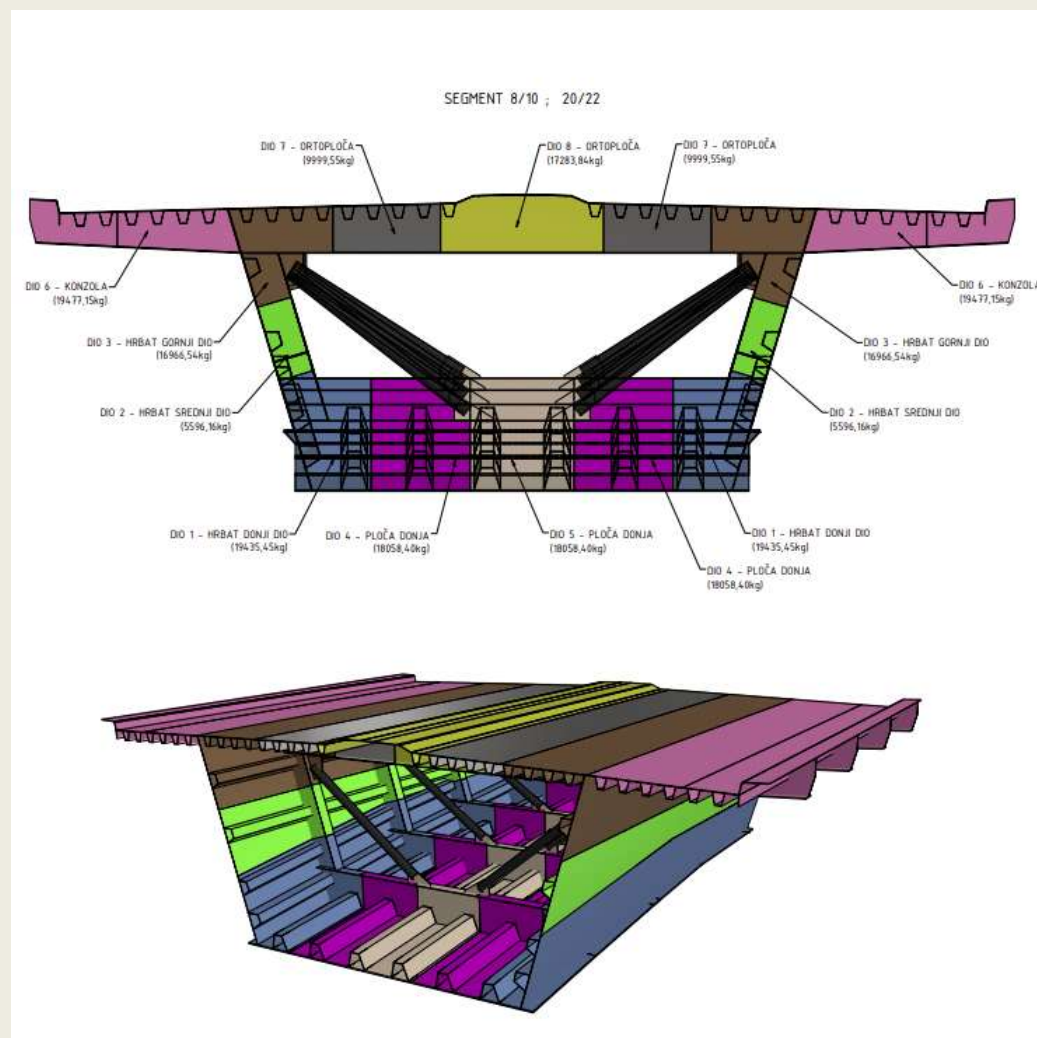 SEGMENT 8/10 ; 20/22
DIO 7 - ORTOPLOČA
(9999,55kg)
DIO 8 - ORTOPLOČA
(17283,84kg)
DIO 7 - ORTOPLOČA
(9999,55kg)
DIO 6 - KONZOLA
(19477,15kg)
DIO 6 - KONZOLA
(19477,15kg)
DIO 3 - HRBAT GORNJI DIO
(16966,54kg)
DIO 3 - HRBAT GORNJI DIO
(16966,54kg)
DIO 2 - HRBAT SREDNJI DIO
(5596,16kg)
DIO 2 - HRBAT SREDNJI DIO
(5596,16kg)
DIO 1 - HRBAT DONJI DIO
(19435,45kg)
DIO 4 - PLOČA DONJA
(18058,40kg)
DIO 5 - PLOČA DONJA
(18058,40kg)
DIO 1 - HRBAT DONJI DIO
(19435,45kg)
DIO 4 - PLOČA DONJA
(18058,40kg)